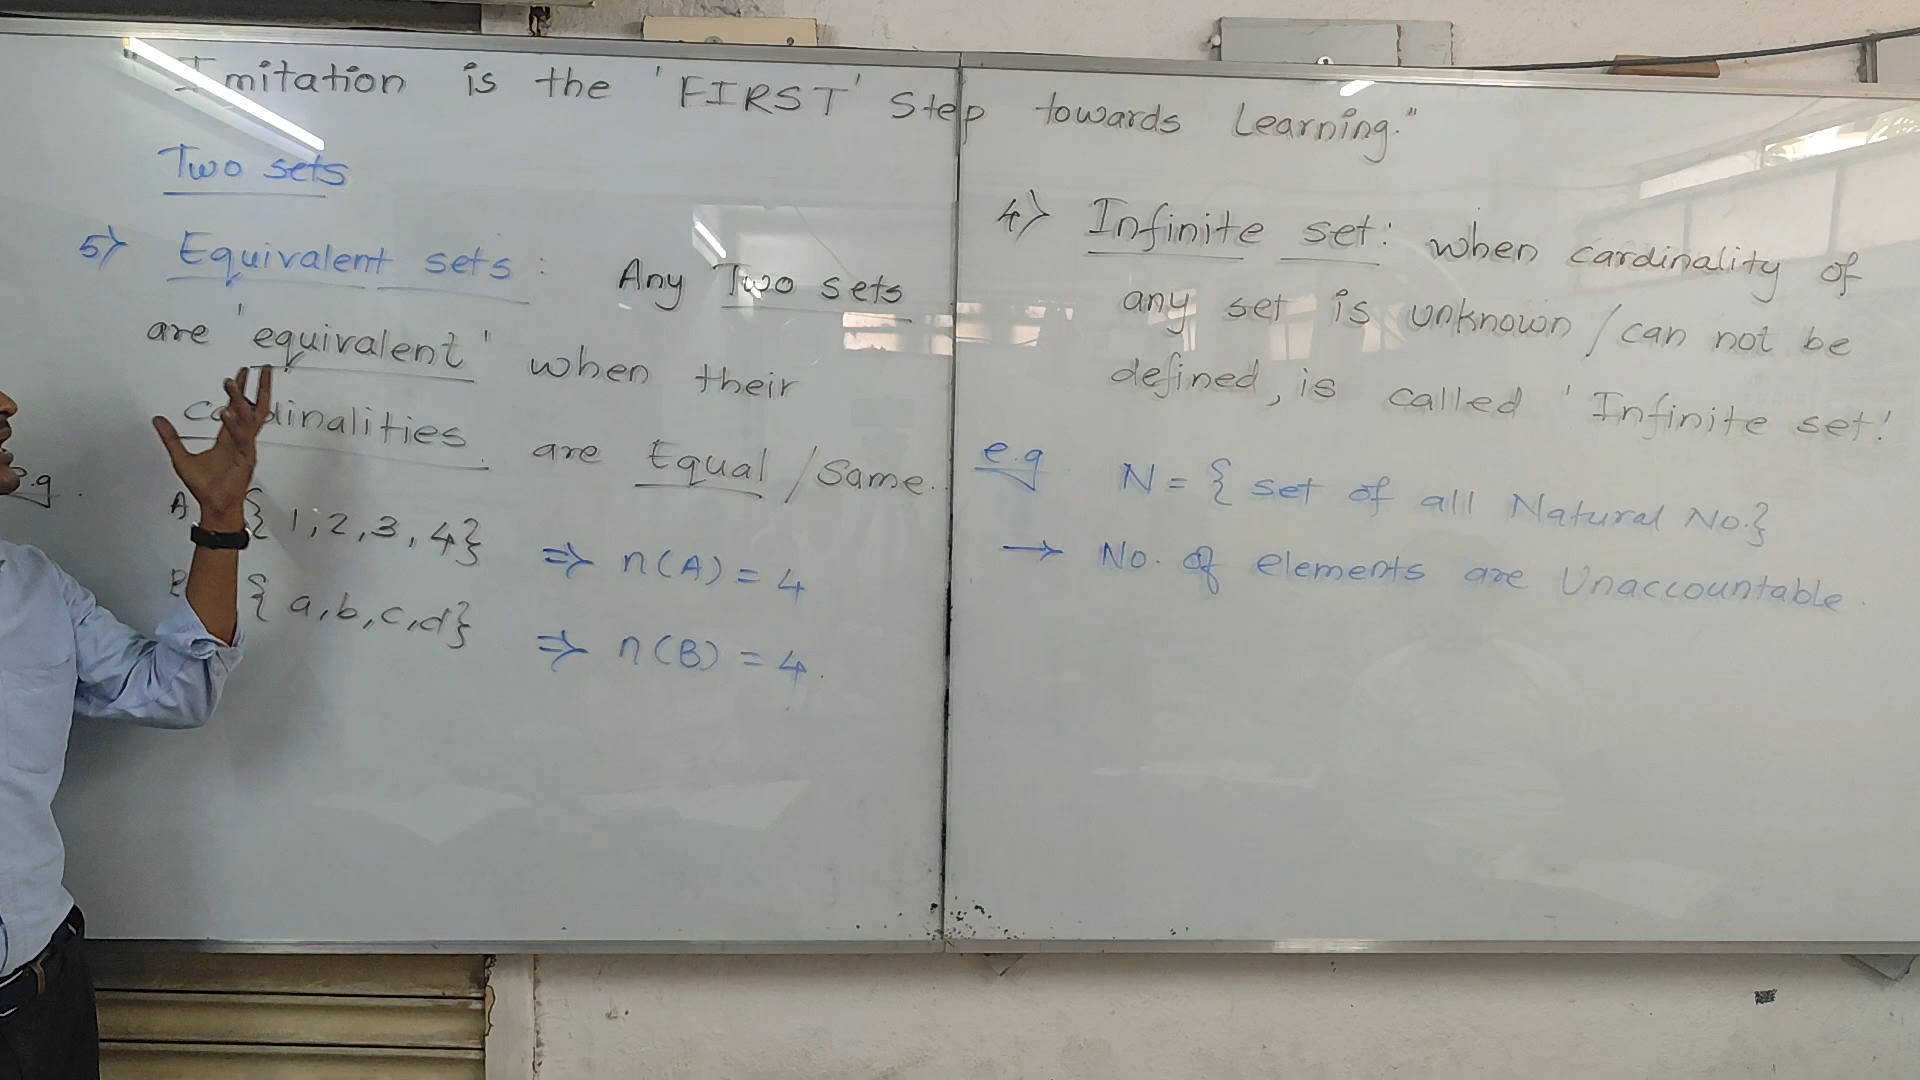 " Imitation is the 'FIRST' Step towards Learning."
Two sets
5) Equivalent sets : Any Two sets
are 'equivalent' when their
cardinalities are Equal / Same.
e.g.
A { 1, 2, 3, 4} ⇒ n(A) = 4
B { a, b, c, d} ⇒ n(B) = 4.
4) Infinite set: when cardinality of
any set is unknown / can not be
defined, is called 'Infinite set'
e.g N = { set of all Natural No.}
→ No. of elements are Unaccountable.